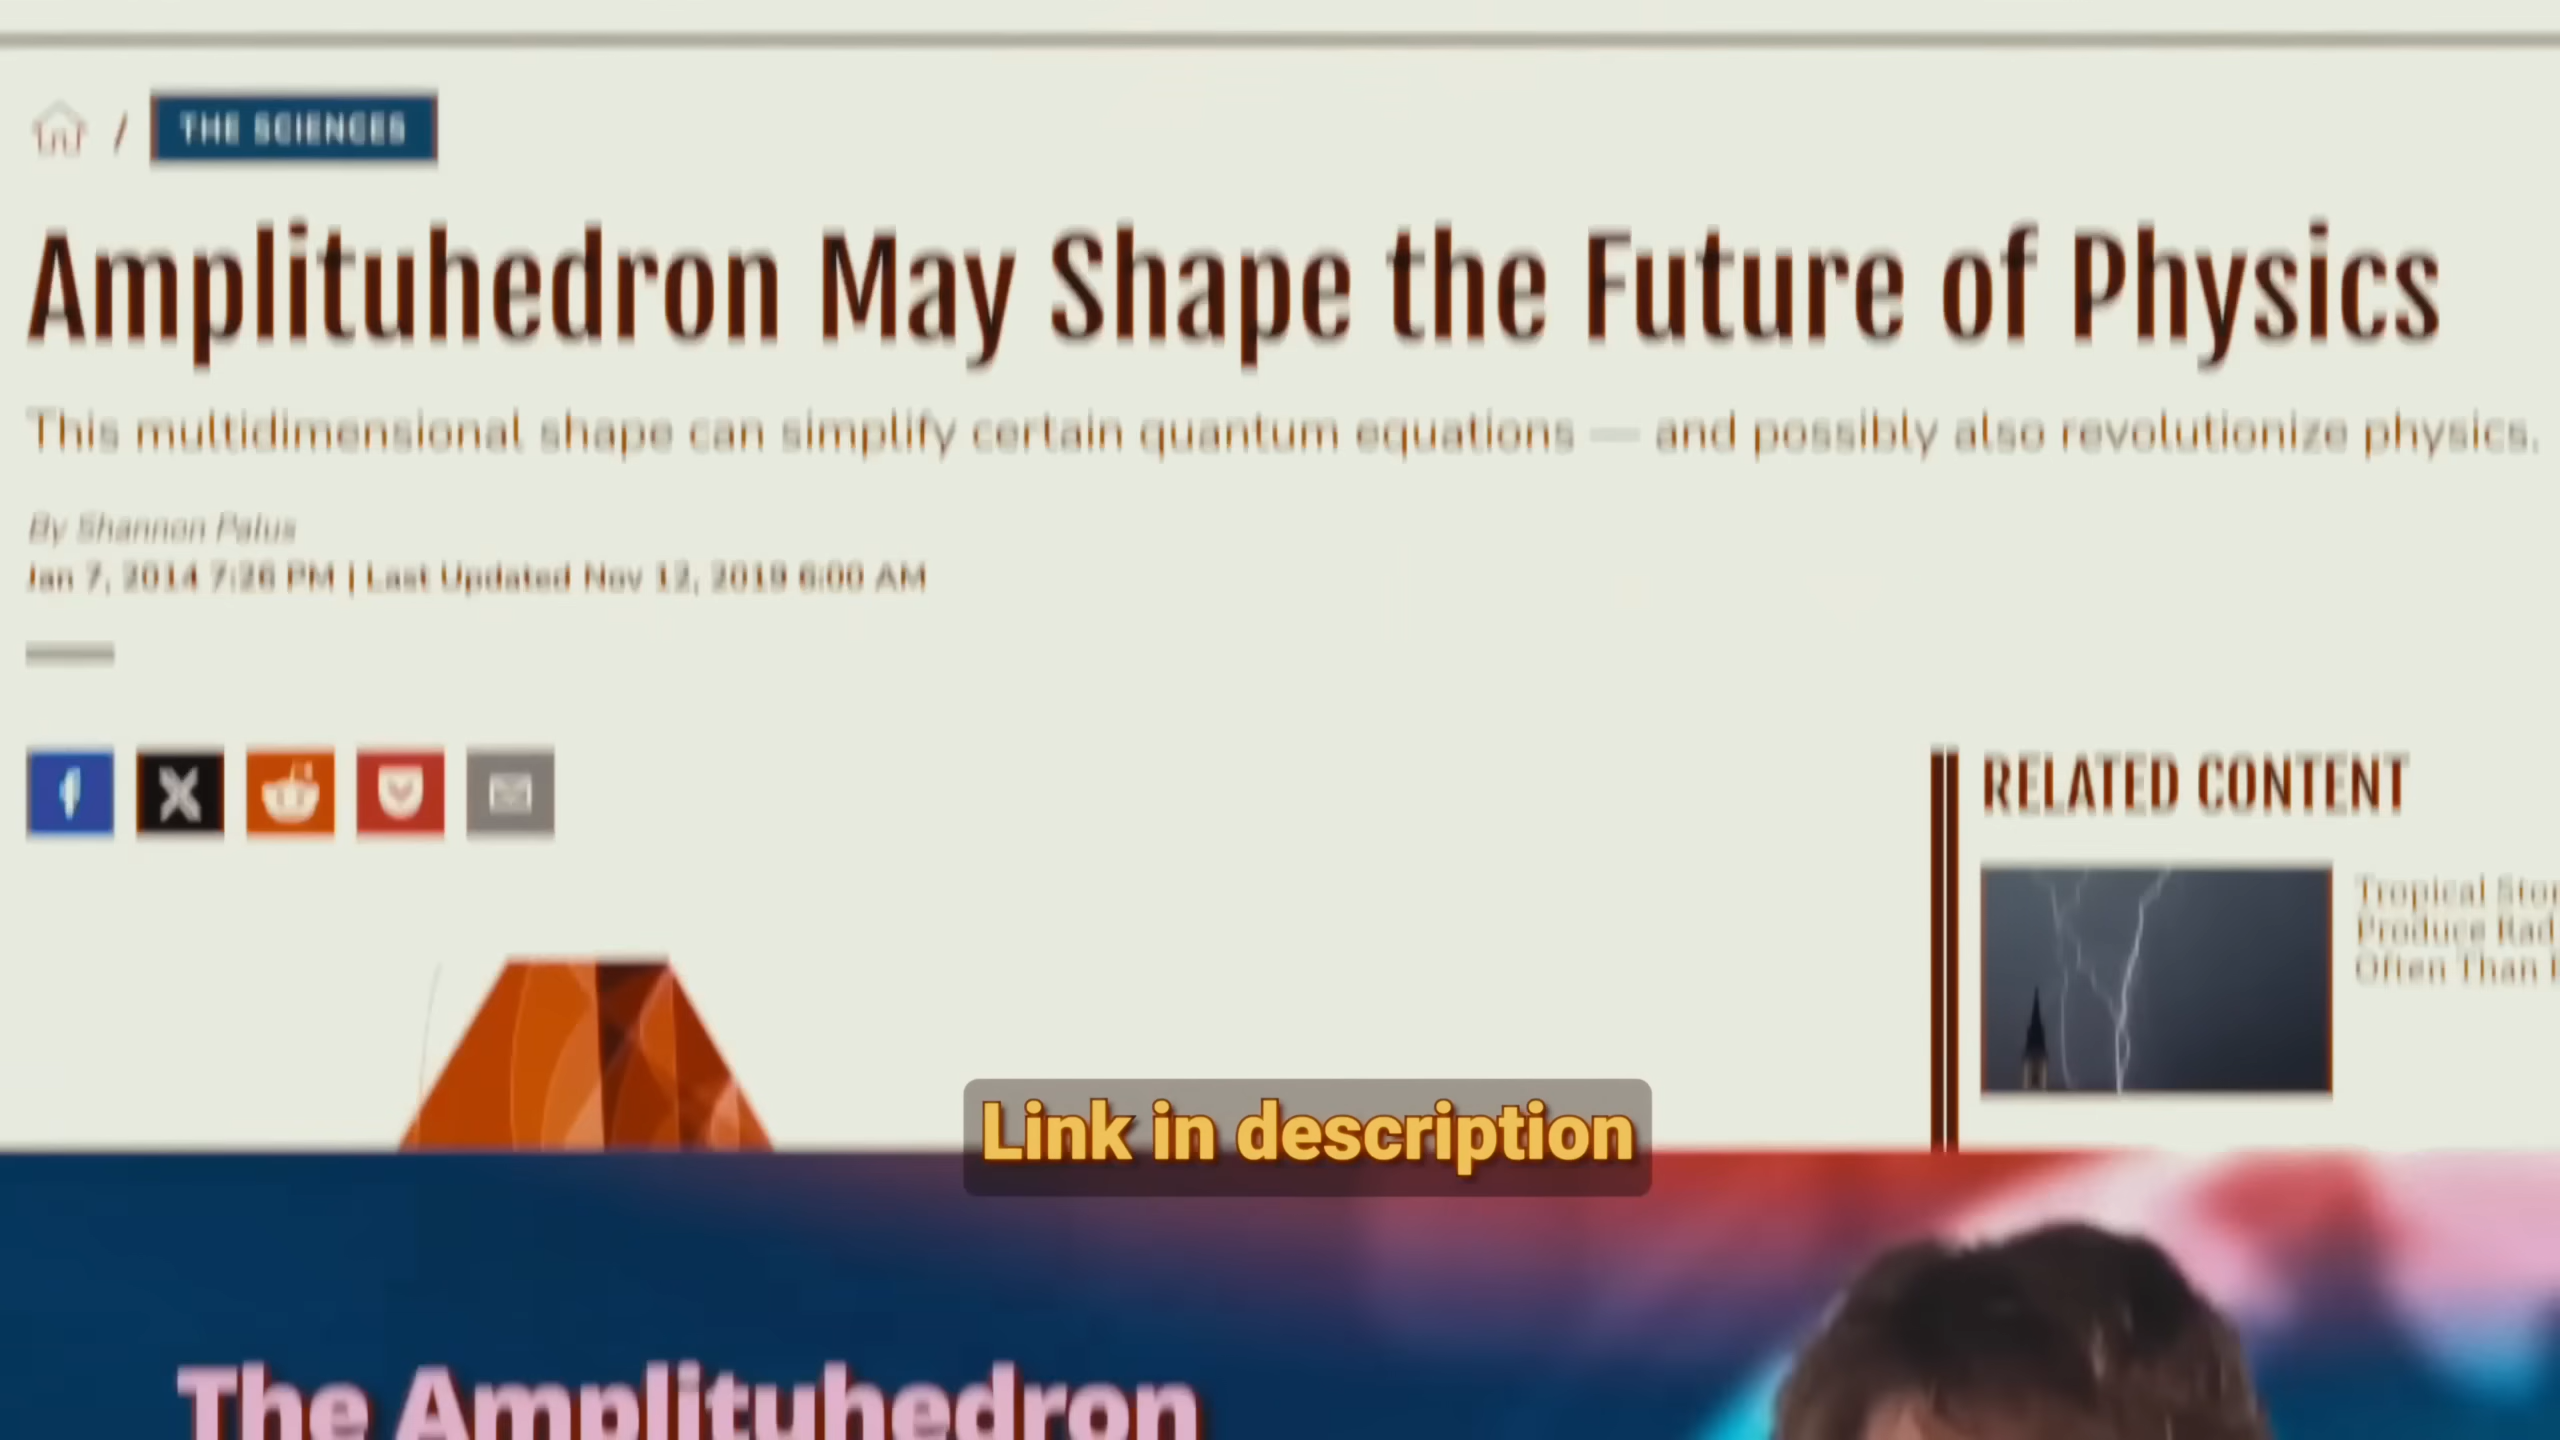 / THE SCIENCES
Amplituhedron May Shape the Future of Physics
This multidimensional shape can simplify certain quantum equations — and possibly also revolutionize physics.
By Shannon Palus
Jan 7, 2014 7:26 PM | Last Updated Nov 12, 2019 6:00 AM
RELATED CONTENT
Tropical
Produce
Often Than
Link in description
The Amplituhedron